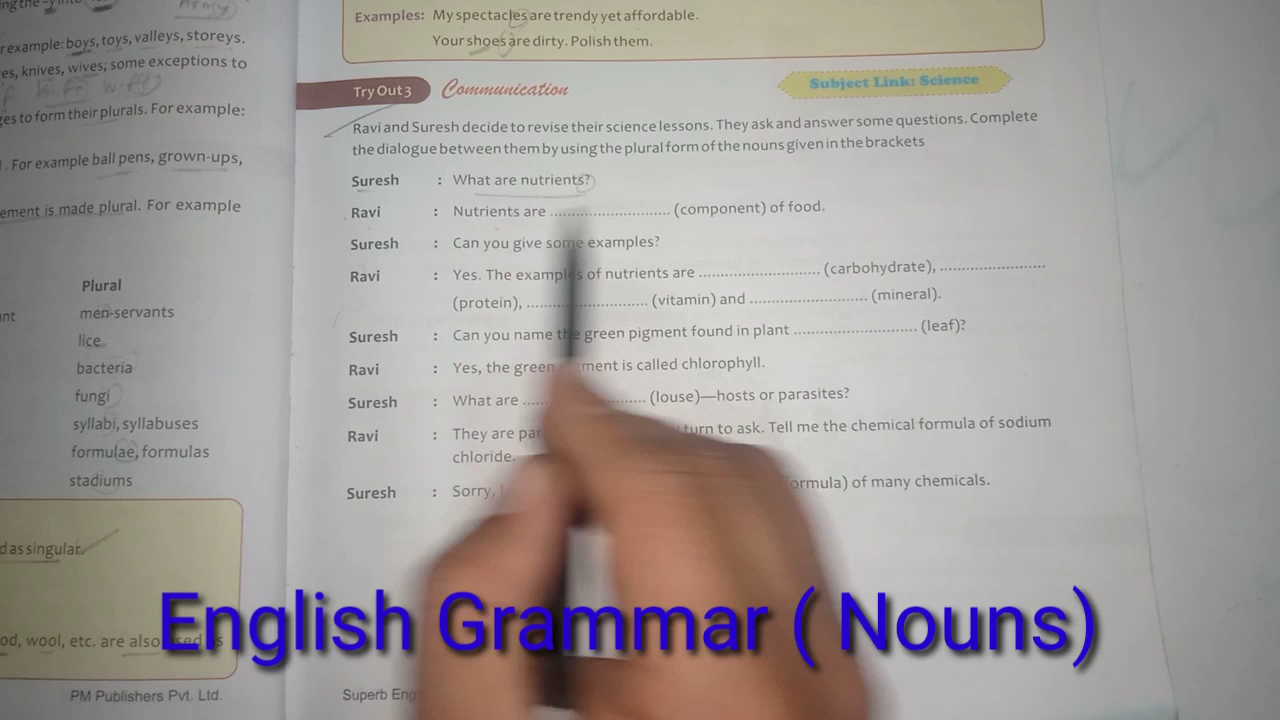 Army
r example: boys, toys, valleys, storeys.
es, knives, wives; some exceptions to
ges to form their plurals. For example:
l. For example ball pens, grown-ups,
ement is made plural. For example
Plural
nt men-servants
lice
bacteria
fungi
syllabi, syllabuses
formulae, formulas
stadiums
d as singular.
od, wool, etc. are also
PM Publishers Pvt. Ltd.
Examples: My spectacles are trendy yet affordable.
Your shoes are dirty. Polish them.
Try Out 3 Communication Subject Link: Science
Ravi and Suresh decide to revise their science lessons. They ask and answer some questions. Complete
the dialogue between them by using the plural form of the nouns given in the brackets
Suresh : What are nutrients?
Ravi : Nutrients are .............................. (component) of food.
Suresh : Can you give some examples?
Ravi : Yes. The examples of nutrients are .............................. (carbohydrate), ..........................
(protein), .............................. (vitamin) and .............................. (mineral).
Suresh : Can you name the green pigment found in plant .............................. (leaf)?
Ravi : Yes, the green pigment is called chlorophyll.
Suresh : What are .............................. (louse)—hosts or parasites?
Ravi : They are par turn to ask. Tell me the chemical formula of sodium
chloride.
Suresh : Sorry, ormula) of many chemicals.
English Grammar ( Nouns)
Superb Eng